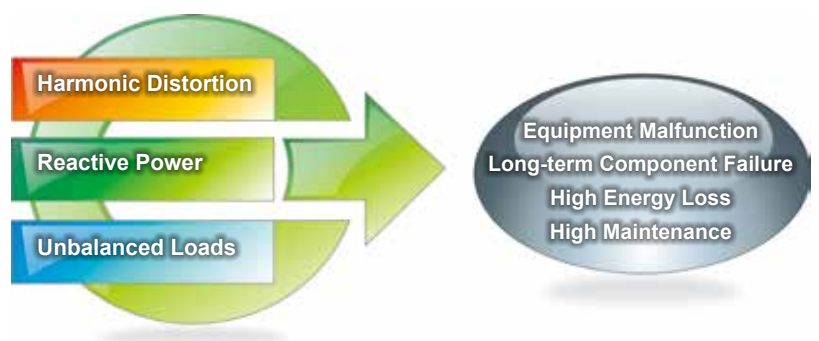 Harmonic Distortion
Reactive Power
Unbalanced Loads
Equipment Malfunction
Long-term Component Failure
High Energy Loss
High Maintenance